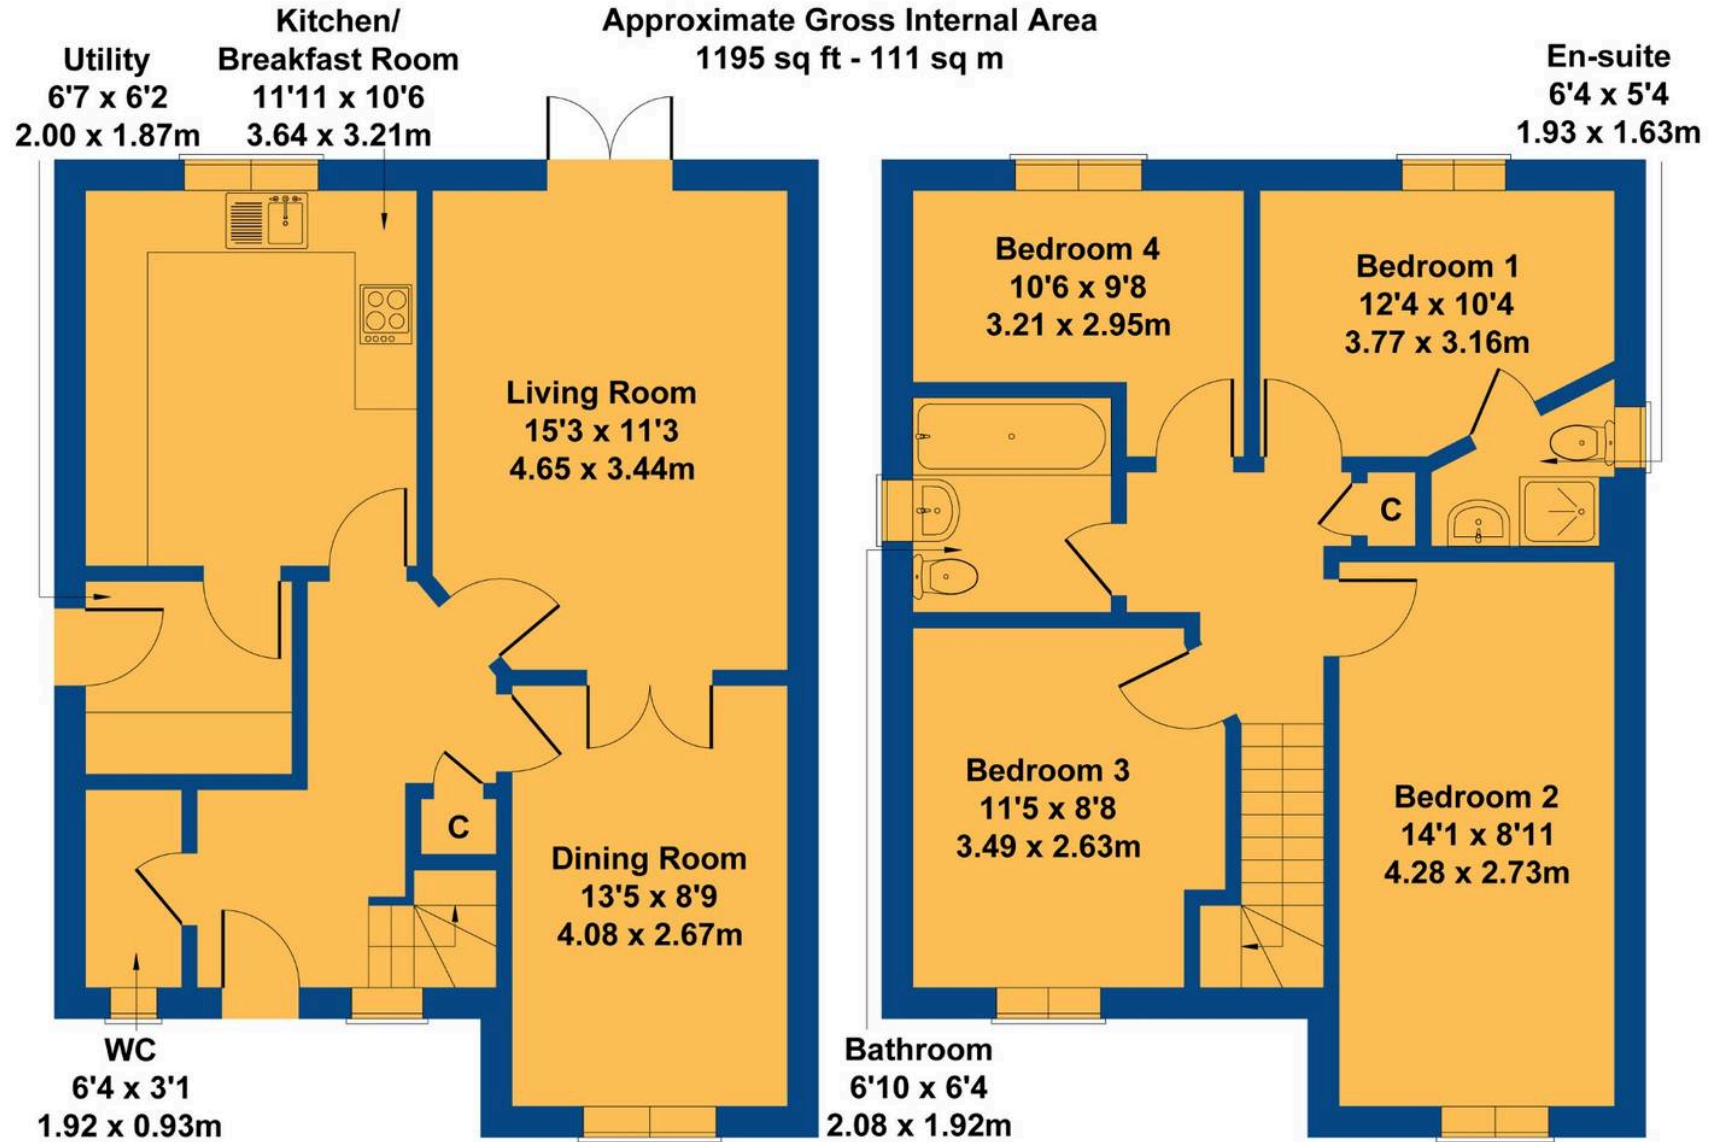 Approximate Gross Internal Area
1195 sq ft - 111 sq m
Utility
6'7 x 6'2
2.00 x 1.87m
Kitchen/
Breakfast Room
11'11 x 10'6
3.64 x 3.21m
En-suite
6'4 x 5'4
1.93 x 1.63m
Living Room
15'3 x 11'3
4.65 x 3.44m
Bedroom 4
10'6 x 9'8
3.21 x 2.95m
Bedroom 1
12'4 x 10'4
3.77 x 3.16m
C
C
Dining Room
13'5 x 8'9
4.08 x 2.67m
Bedroom 3
11'5 x 8'8
3.49 x 2.63m
Bedroom 2
14'1 x 8'11
4.28 x 2.73m
WC
6'4 x 3'1
1.92 x 0.93m
Bathroom
6'10 x 6'4
2.08 x 1.92m